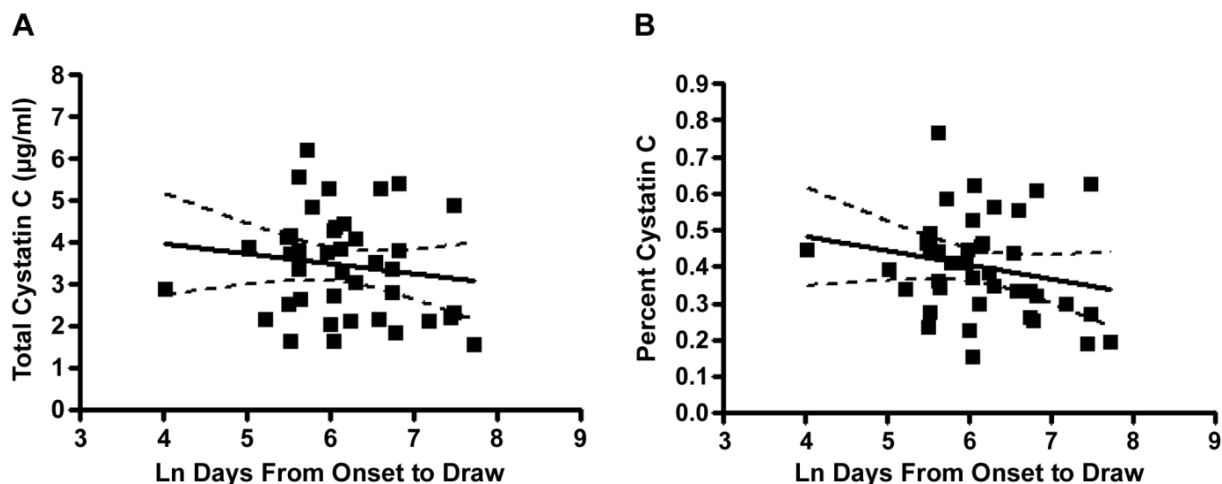 A
Total Cystatin C (µg/ml)
8
7
6
5
4
3
2
1
0
3 4 5 6 7 8 9
Ln Days From Onset to Draw
B
Percent Cystatin C
0.9
0.8
0.7
0.6
0.5
0.4
0.3
0.2
0.1
0.0
3 4 5 6 7 8 9
Ln Days From Onset to Draw